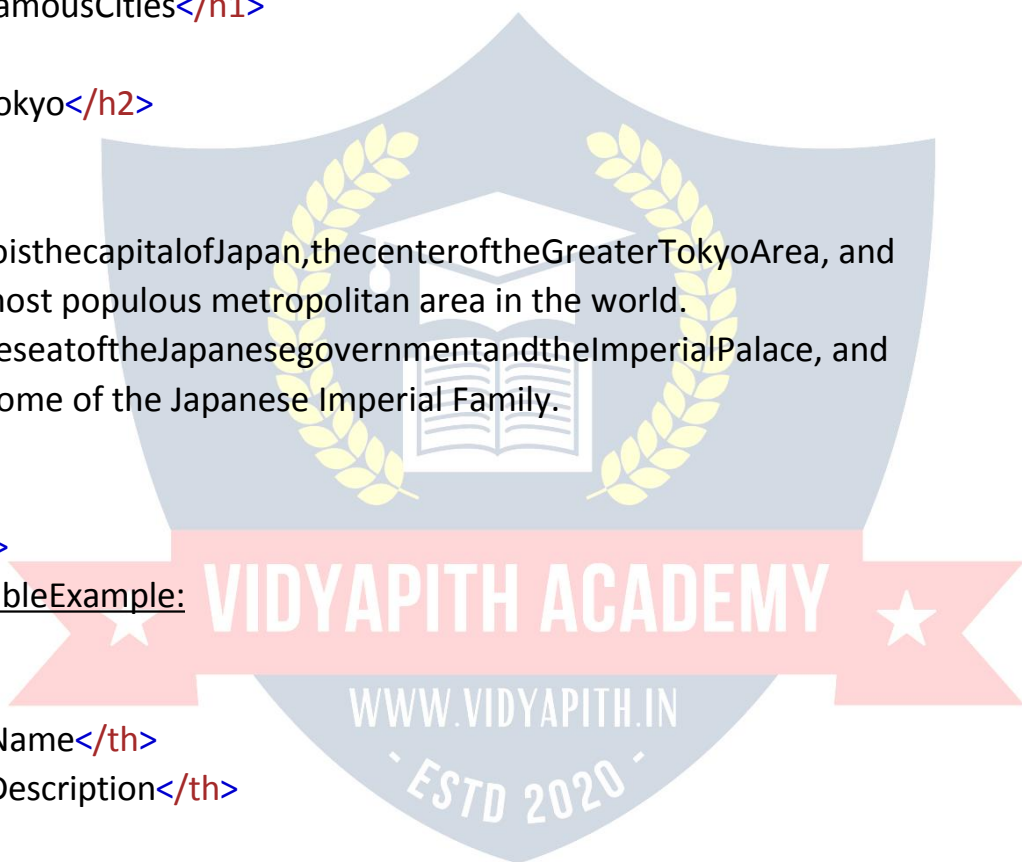 amousCities</h1>
okyo</h2>
oisthecapitalofJapan,thecenteroftheGreaterTokyoArea, and
nost populous metropolitan area in the world.
eseatoftheJapanesegovernmentandtheImperialPalace, and
ome of the Japanese Imperial Family.
>
bleExample:
VIDYAPITH ACADEMY
WWW.VIDYAPITH.IN
Name</th>
Description</th>
- ESTD 2020 -